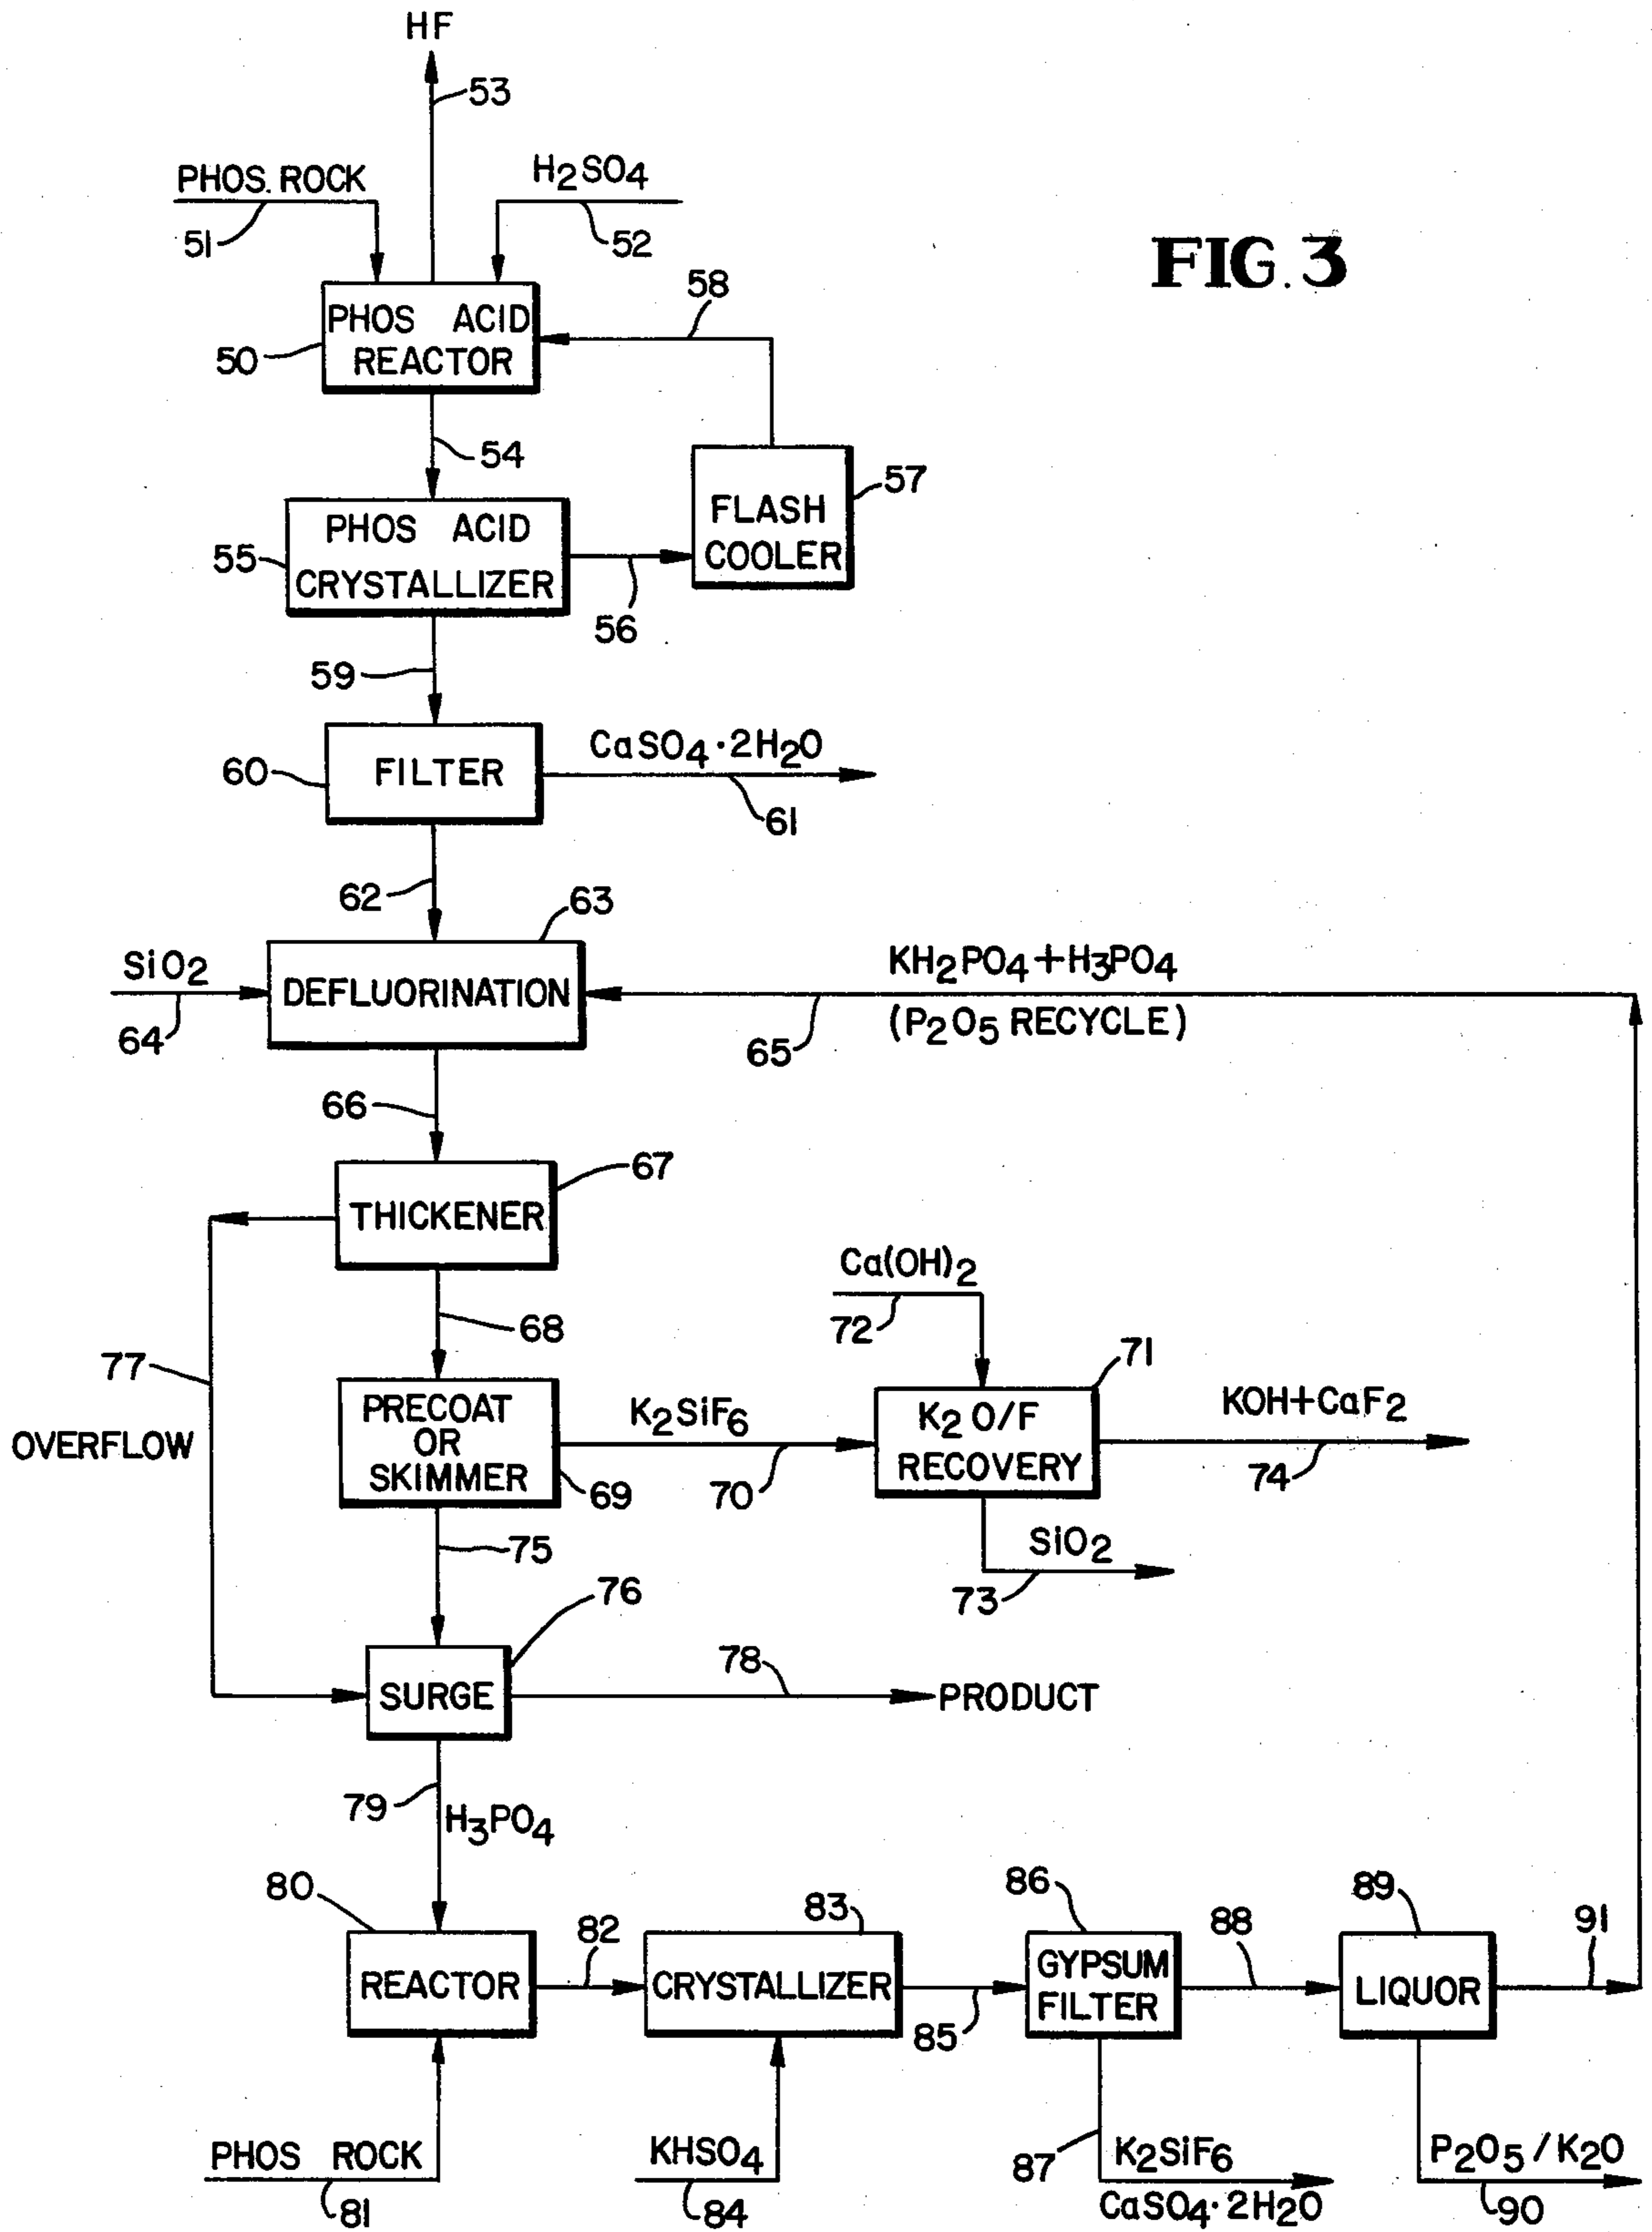 HF
53
PHOS. ROCK
H2SO4
51
52
FIG. 3
58
PHOS ACID
REACTOR
50
54
57
FLASH
COOLER
PHOS ACID
CRYSTALLIZER
55
56
59
CaSO4·2H2O
60
FILTER
61
62
63
SiO2
DEFLUORINATION
KH2PO4+H3PO4
(P2O5 RECYCLE)
64
65
66
67
THICKENER
Ca(OH)2
68
72
71
77
PRECOAT
OR
SKIMMER
K2SiF6
K2O/F
RECOVERY
KOH+CaF2
OVERFLOW
69
70
74
75
SiO2
76
73
78
SURGE
PRODUCT
79
H3PO4
80
82
83
86
88
89
91
REACTOR
CRYSTALLIZER
GYPSUM
FILTER
LIQUOR
85
PHOS ROCK
KHSO4
K2SiF6
CaSO4·2H2O
P2O5/K2O
81
84
87
90